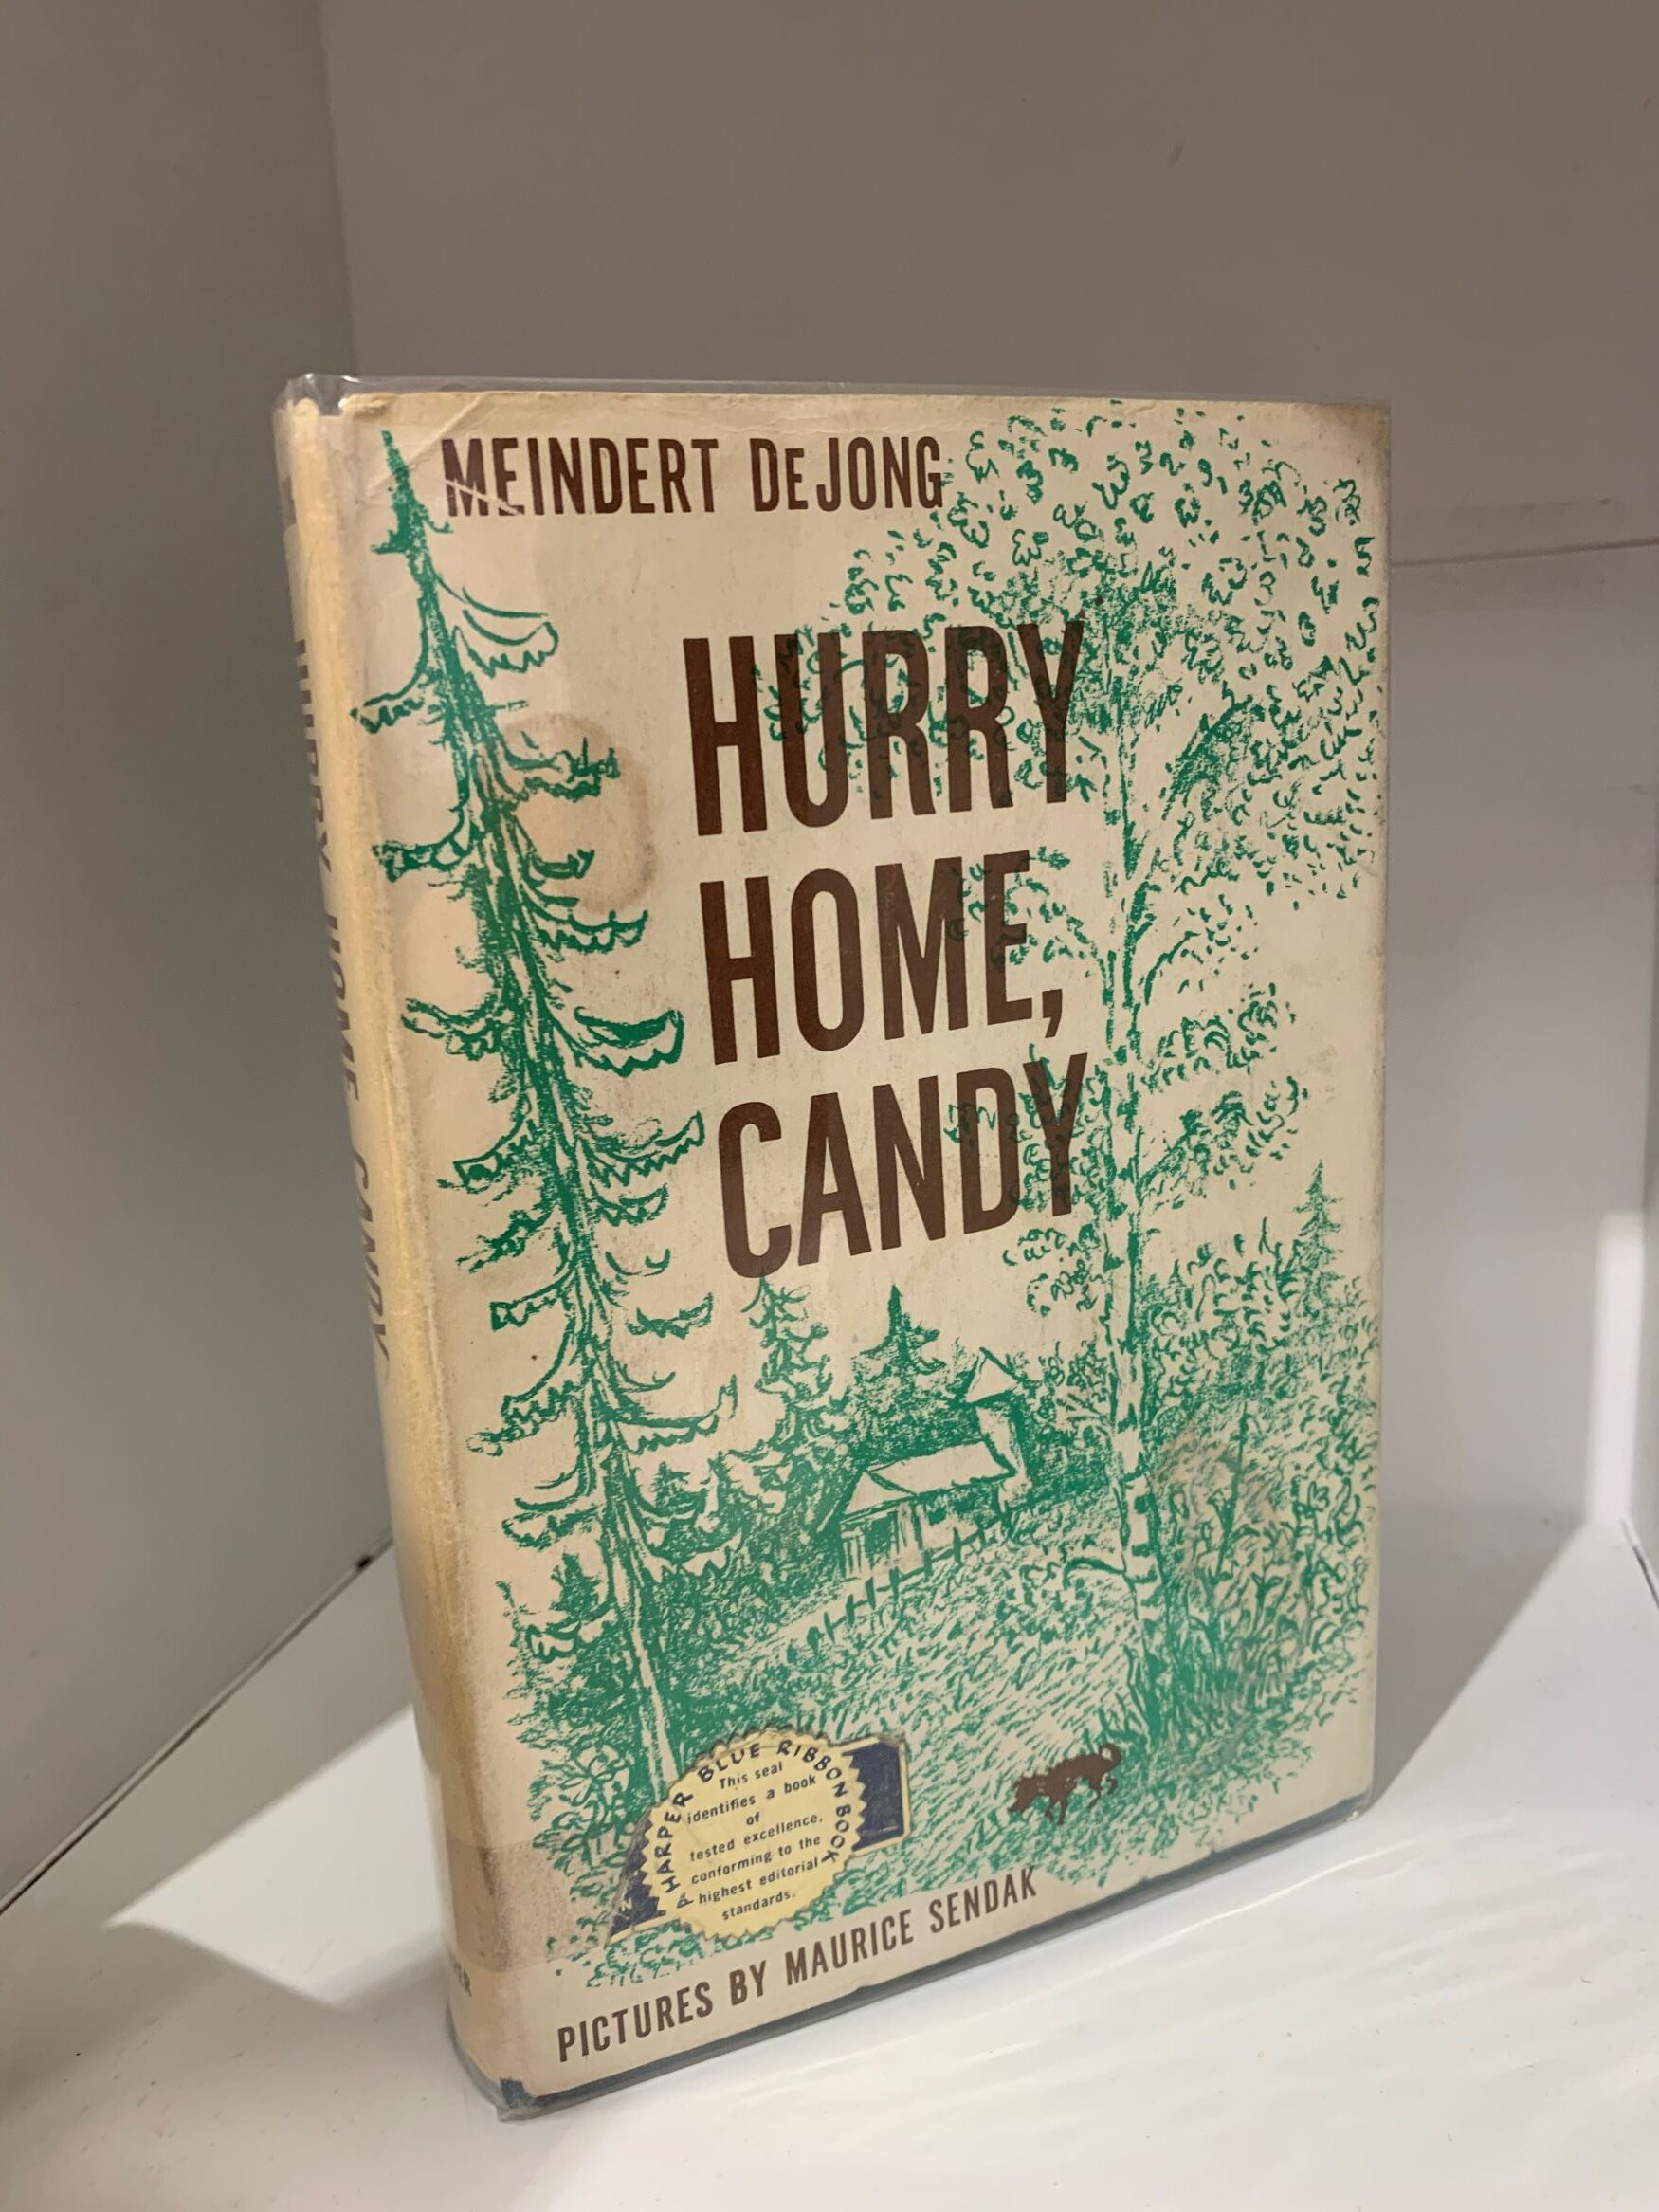 MEINDERT DeJONG
HURRY
HOME,
CANDY
HARPER BLUE RIBBON BOOK
This seal
identifies a book
of
tested excellence,
conforming to the
highest editorial
standards.
PICTURES BY MAURICE SENDAK
HURRY HOME, CANDY